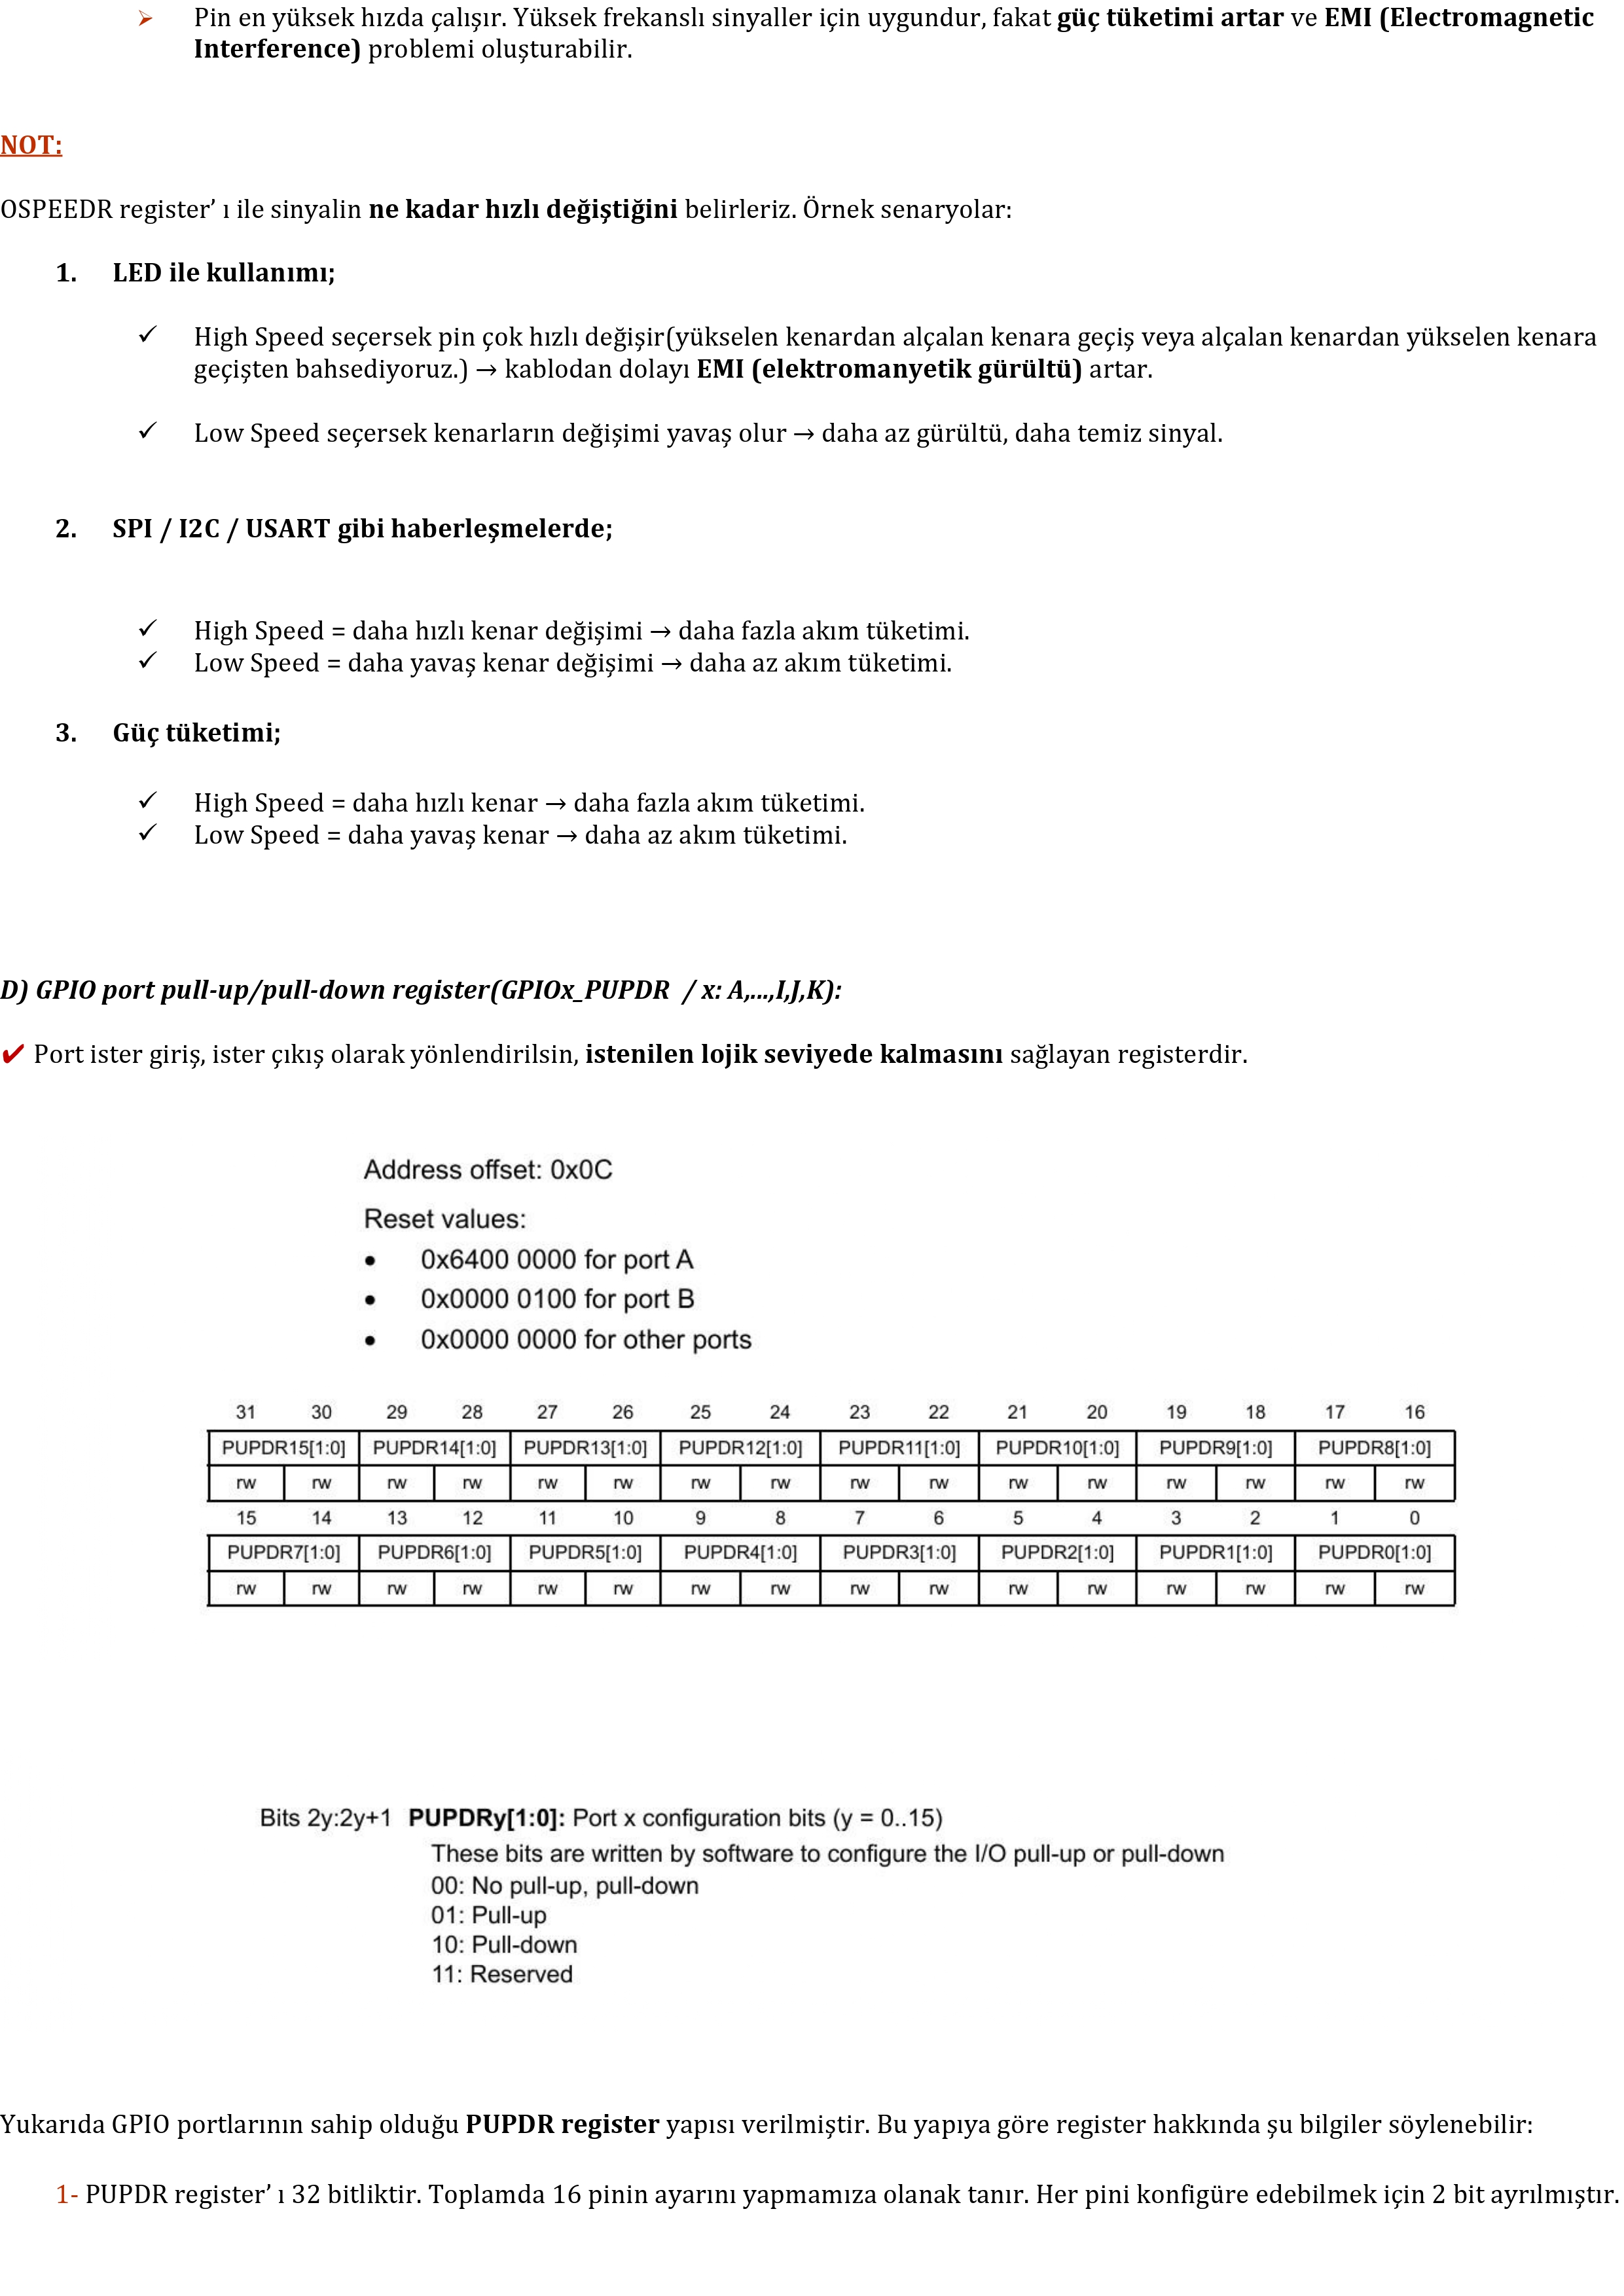 ➢ Pin en yüksek hızda çalışır. Yüksek frekanslı sinyaller için uygundur, fakat güç tüketimi artar ve EMI (Electromagnetic
Interference) problemi oluşturabilir.
NOT:
OSPEEDR register’ ı ile sinyalin ne kadar hızlı değiştiğini belirleriz. Örnek senaryolar:
1. LED ile kullanımı;
✓ High Speed seçersek pin çok hızlı değişir(yükselen kenardan alçalan kenara geçiş veya alçalan kenardan yükselen kenara
geçişten bahsediyoruz.) → kablodan dolayı EMI (elektromanyetik gürültü) artar.
✓ Low Speed seçersek kenarların değişimi yavaş olur → daha az gürültü, daha temiz sinyal.
2. SPI / I2C / USART gibi haberleşmelerde;
✓ High Speed = daha hızlı kenar değişimi → daha fazla akım tüketimi.
✓ Low Speed = daha yavaş kenar değişimi → daha az akım tüketimi.
3. Güç tüketimi;
✓ High Speed = daha hızlı kenar → daha fazla akım tüketimi.
✓ Low Speed = daha yavaş kenar → daha az akım tüketimi.
D) GPIO port pull-up/pull-down register(GPIOx_PUPDR / x: A,...,I,J,K):
✔ Port ister giriş, ister çıkış olarak yönlendirilsin, istenilen lojik seviyede kalmasını sağlayan registerdir.
Address offset: 0x0C
Reset values:
• 0x6400 0000 for port A
• 0x0000 0100 for port B
• 0x0000 0000 for other ports
31 30 29 28 27 26 25 24 23 22 21 20 19 18 17 16
PUPDR15[1:0] PUPDR14[1:0] PUPDR13[1:0] PUPDR12[1:0] PUPDR11[1:0] PUPDR10[1:0] PUPDR9[1:0] PUPDR8[1:0]
rw rw rw rw rw rw rw rw rw rw rw rw rw rw rw rw
15 14 13 12 11 10 9 8 7 6 5 4 3 2 1 0
PUPDR7[1:0] PUPDR6[1:0] PUPDR5[1:0] PUPDR4[1:0] PUPDR3[1:0] PUPDR2[1:0] PUPDR1[1:0] PUPDR0[1:0]
rw rw rw rw rw rw rw rw rw rw rw rw rw rw rw rw
Bits 2y:2y+1 PUPDRy[1:0]: Port x configuration bits (y = 0..15)
These bits are written by software to configure the I/O pull-up or pull-down
00: No pull-up, pull-down
01: Pull-up
10: Pull-down
11: Reserved
Yukarıda GPIO portlarının sahip olduğu PUPDR register yapısı verilmiştir. Bu yapıya göre register hakkında şu bilgiler söylenebilir:
1- PUPDR register’ ı 32 bitliktir. Toplamda 16 pinin ayarını yapmamıza olanak tanır. Her pini konfigüre edebilmek için 2 bit ayrılmıştır.